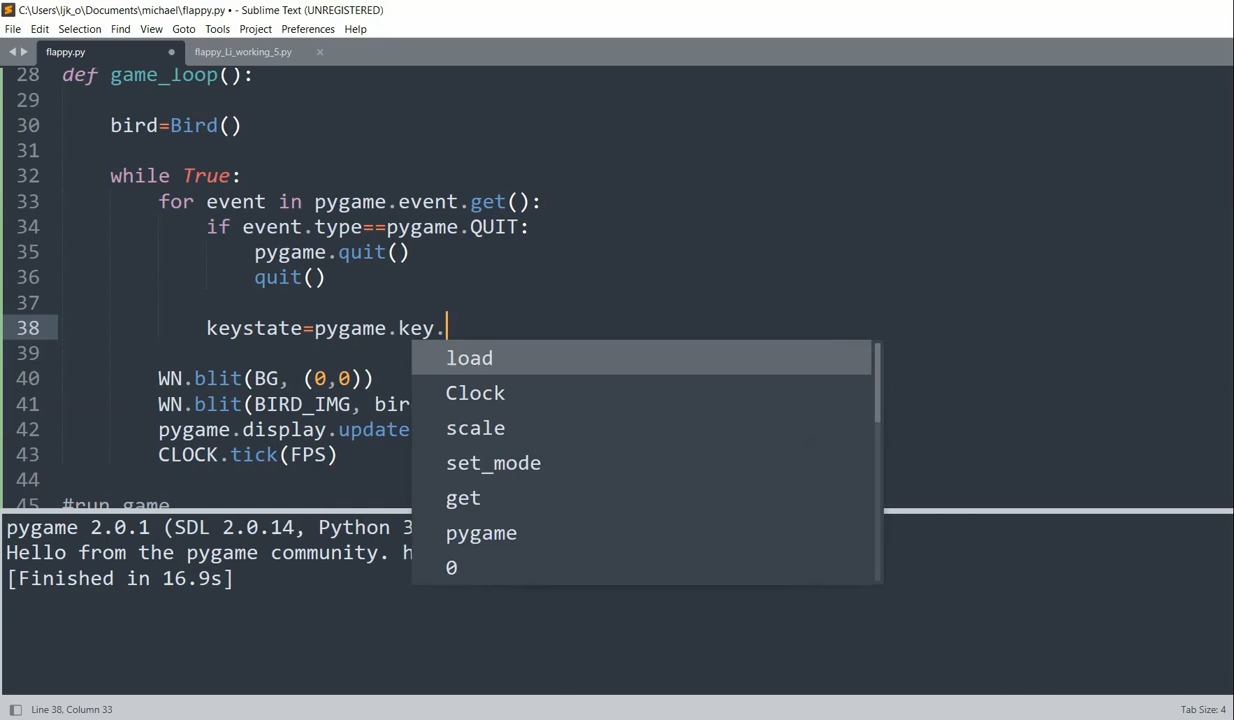 C:\Users\ljk_o\Documents\michael\flappy.py • - Sublime Text (UNREGISTERED)
File Edit Selection Find View Goto Tools Project Preferences Help
flappy.py flappy_Li_working_5.py
28 def game_loop():
29
30 bird=Bird()
31
32 while True:
33 for event in pygame.event.get():
34 if event.type==pygame.QUIT:
35 pygame.quit()
36 quit()
37
38 keystate=pygame.key.
39
load
40 WN.blit(BG, (0,0))
Clock
41 WN.blit(BIRD_IMG, bir
42 pygame.display.update
scale
43 CLOCK.tick(FPS)
set_mode
44
get
45 #run game
pygame 2.0.1 (SDL 2.0.14, Python 3
pygame
Hello from the pygame community. h
0
[Finished in 16.9s]
Line 38, Column 33
Tab Size: 4